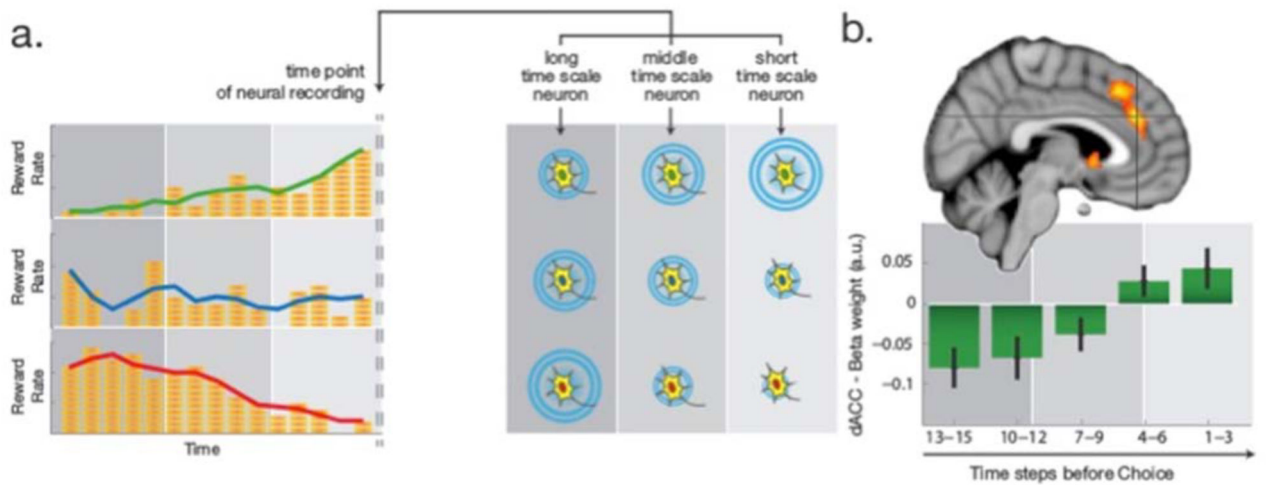 a.
time point
of neural recording
long
time scale
neuron
middle
time scale
neuron
short
time scale
neuron
Reward
Rate
Reward
Rate
Reward
Rate
Time
b.
dACC - Beta weight (a.u.)
0.05
0
−0.05
−0.1
13–15
10–12
7–9
4–6
1–3
Time steps before Choice